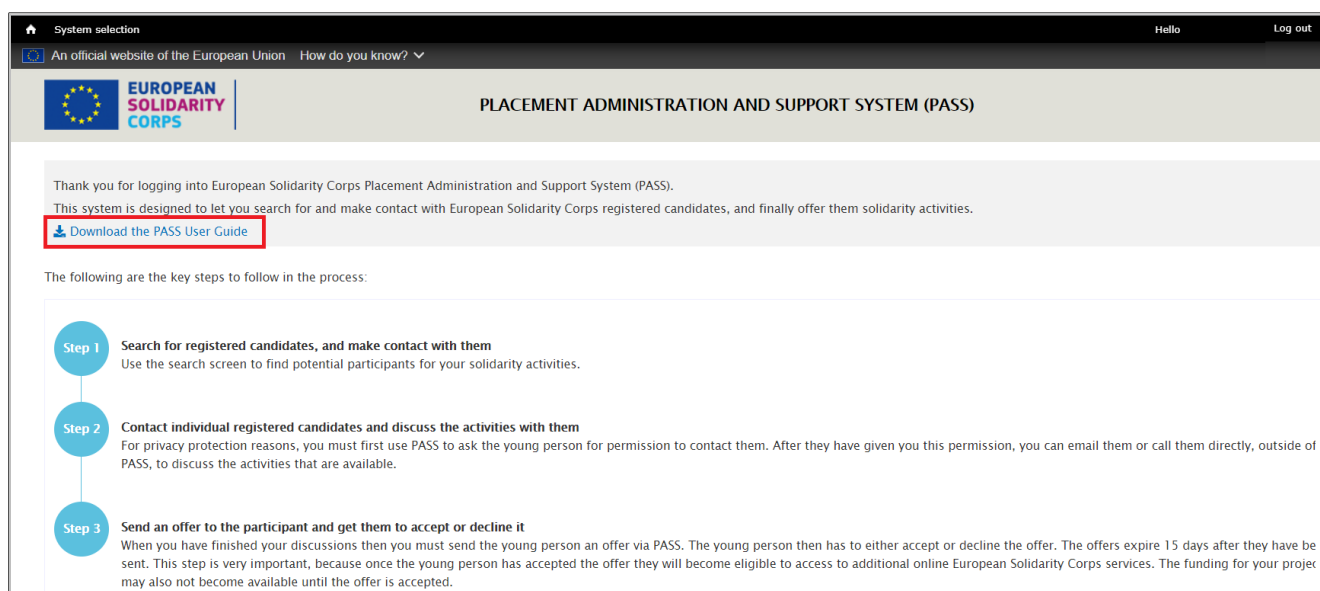 System selection
Hello
Log out
An official website of the European Union How do you know?
EUROPEAN
SOLIDARITY
CORPS
PLACEMENT ADMINISTRATION AND SUPPORT SYSTEM (PASS)
Thank you for logging into European Solidarity Corps Placement Administration and Support System (PASS).
This system is designed to let you search for and make contact with European Solidarity Corps registered candidates, and finally offer them solidarity activities.
Download the PASS User Guide
The following are the key steps to follow in the process:
Step 1
Search for registered candidates, and make contact with them
Use the search screen to find potential participants for your solidarity activities.
Step 2
Contact individual registered candidates and discuss the activities with them
For privacy protection reasons, you must first use PASS to ask the young person for permission to contact them. After they have given you this permission, you can email them or call them directly, outside of
PASS, to discuss the activities that are available.
Step 3
Send an offer to the participant and get them to accept or decline it
When you have finished your discussions then you must send the young person an offer via PASS. The young person then has to either accept or decline the offer. The offers expire 15 days after they have be
sent. This step is very important, because once the young person has accepted the offer they will become eligible to access to additional online European Solidarity Corps services. The funding for your projec
may also not become available until the offer is accepted.